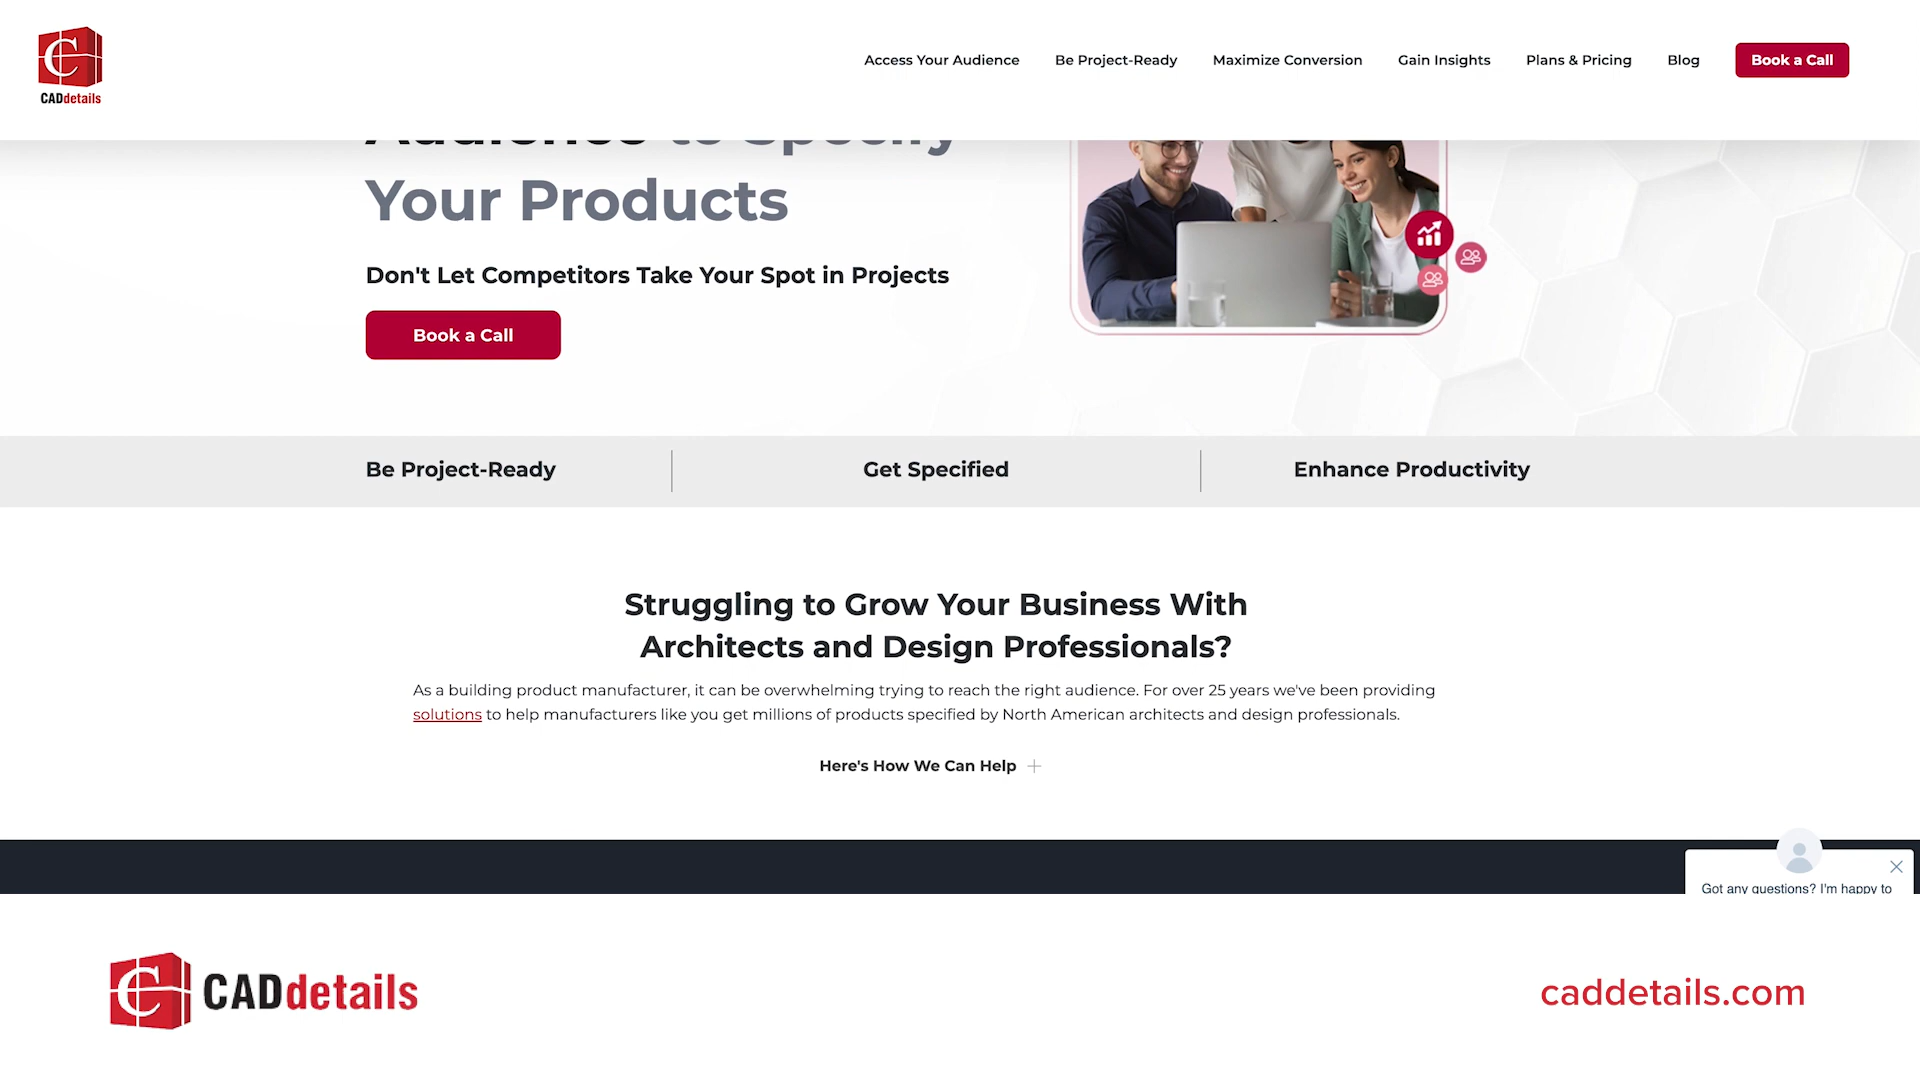 C
CADdetails
Access Your Audience
Be Project-Ready
Maximize Conversion
Gain Insights
Plans & Pricing
Blog
Book a Call
Audience to Specify
Your Products
Don't Let Competitors Take Your Spot in Projects
Book a Call
Be Project-Ready
Get Specified
Enhance Productivity
Struggling to Grow Your Business With
Architects and Design Professionals?
As a building product manufacturer, it can be overwhelming trying to reach the right audience. For over 25 years we've been providing
solutions to help manufacturers like you get millions of products specified by North American architects and design professionals.
Here's How We Can Help
Got any questions? I'm happy to
C
CADdetails
caddetails.com